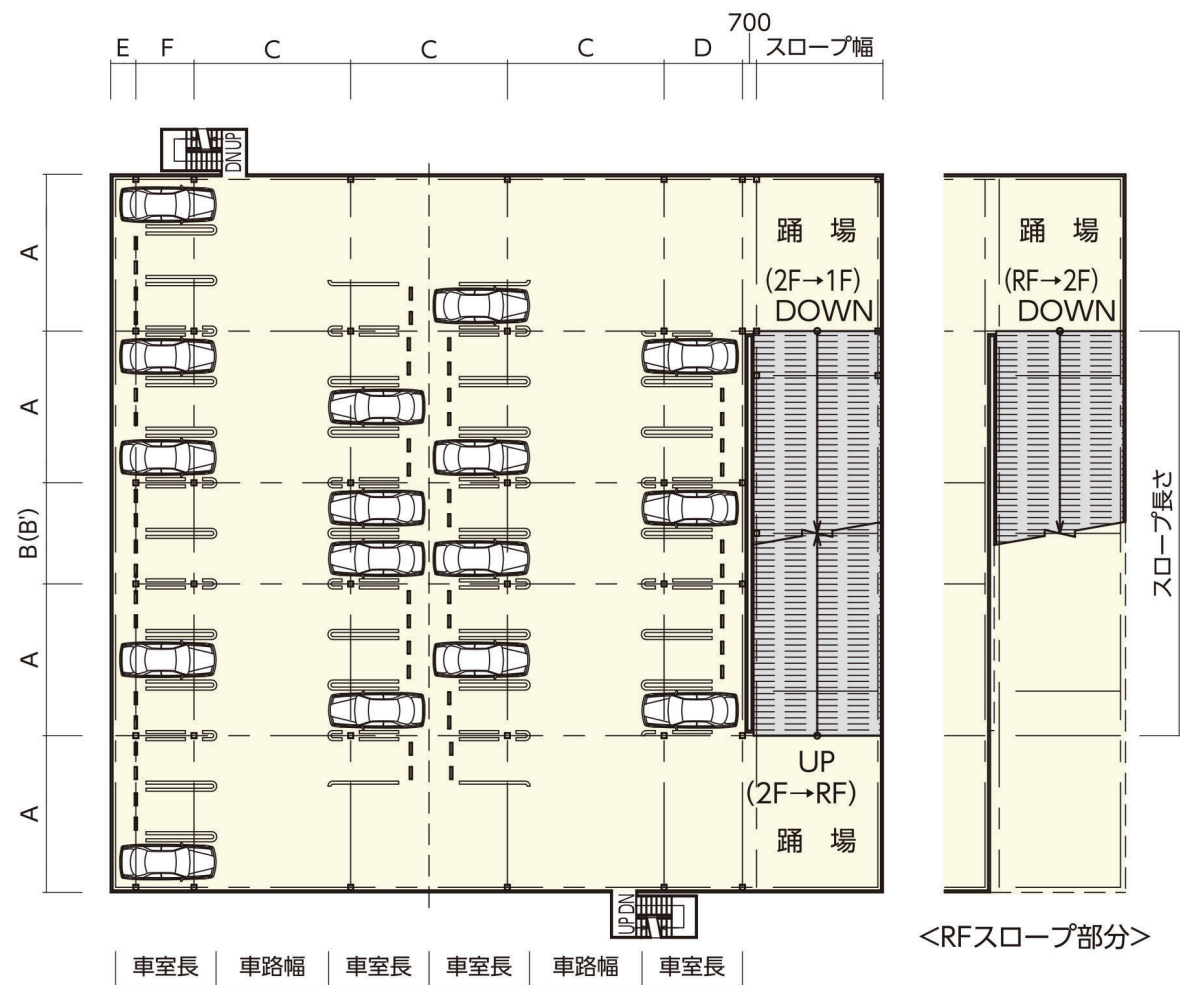 700
E F C C C D スロープ幅
DN UP
A
踊 場
(2F→1F)
DOWN
踊 場
(RF→2F)
DOWN
A
B(B')
スロープ長さ
A
UP
(2F→RF)
踊 場
A
UP DN
<RFスロープ部分>
車室長 車路幅 車室長 車室長 車路幅 車室長